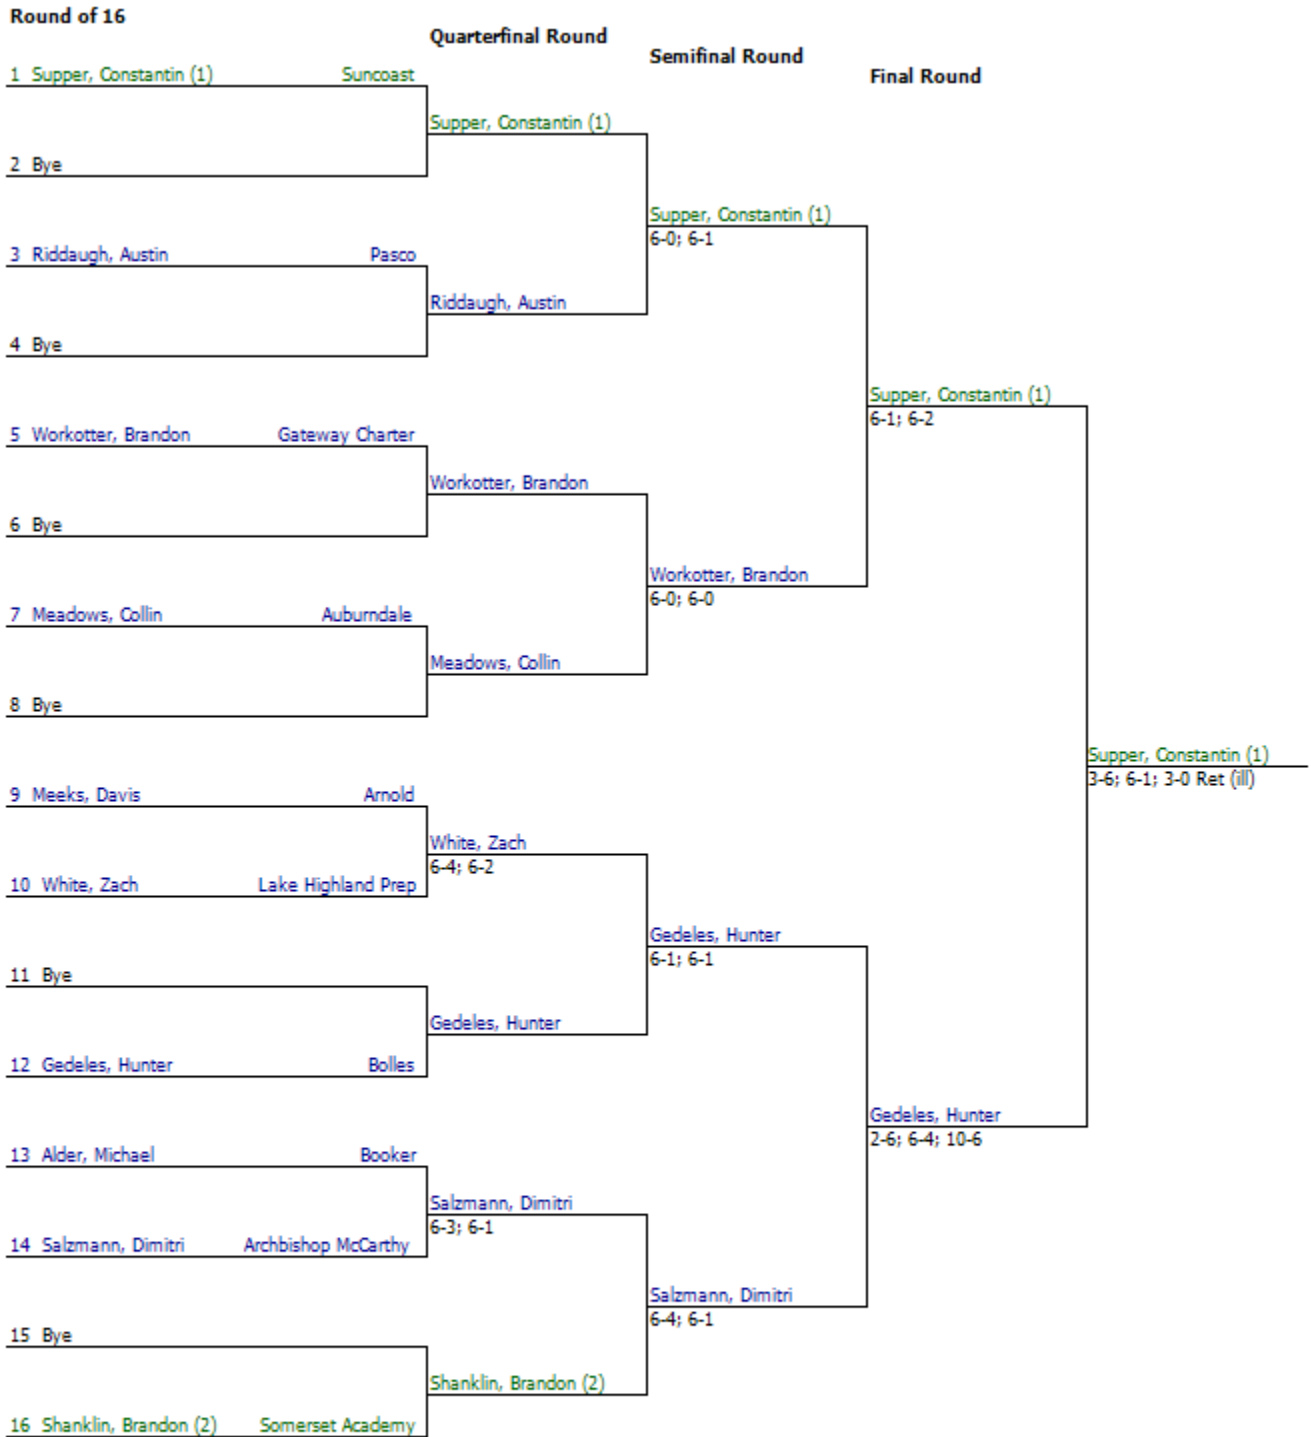 Round of 16
Quarterfinal Round
Semifinal Round
Final Round
1 Supper, Constantin (1) Suncoast
Supper, Constantin (1)
2 Bye
Supper, Constantin (1)
6-0; 6-1
3 Riddaugh, Austin Pasco
Riddaugh, Austin
4 Bye
Supper, Constantin (1)
6-1; 6-2
5 Workotter, Brandon Gateway Charter
Workotter, Brandon
6 Bye
Workotter, Brandon
6-0; 6-0
7 Meadows, Collin Auburndale
Meadows, Collin
8 Bye
Supper, Constantin (1)
3-6; 6-1; 3-0 Ret (ill)
9 Meeks, Davis Arnold
White, Zach
6-4; 6-2
10 White, Zach Lake Highland Prep
Gedeles, Hunter
6-1; 6-1
11 Bye
Gedeles, Hunter
12 Gedeles, Hunter Bolles
Gedeles, Hunter
2-6; 6-4; 10-6
13 Alder, Michael Booker
Salzmann, Dimitri
6-3; 6-1
14 Salzmann, Dimitri Archbishop McCarthy
Salzmann, Dimitri
6-4; 6-1
15 Bye
Shanklin, Brandon (2)
16 Shanklin, Brandon (2) Somerset Academy